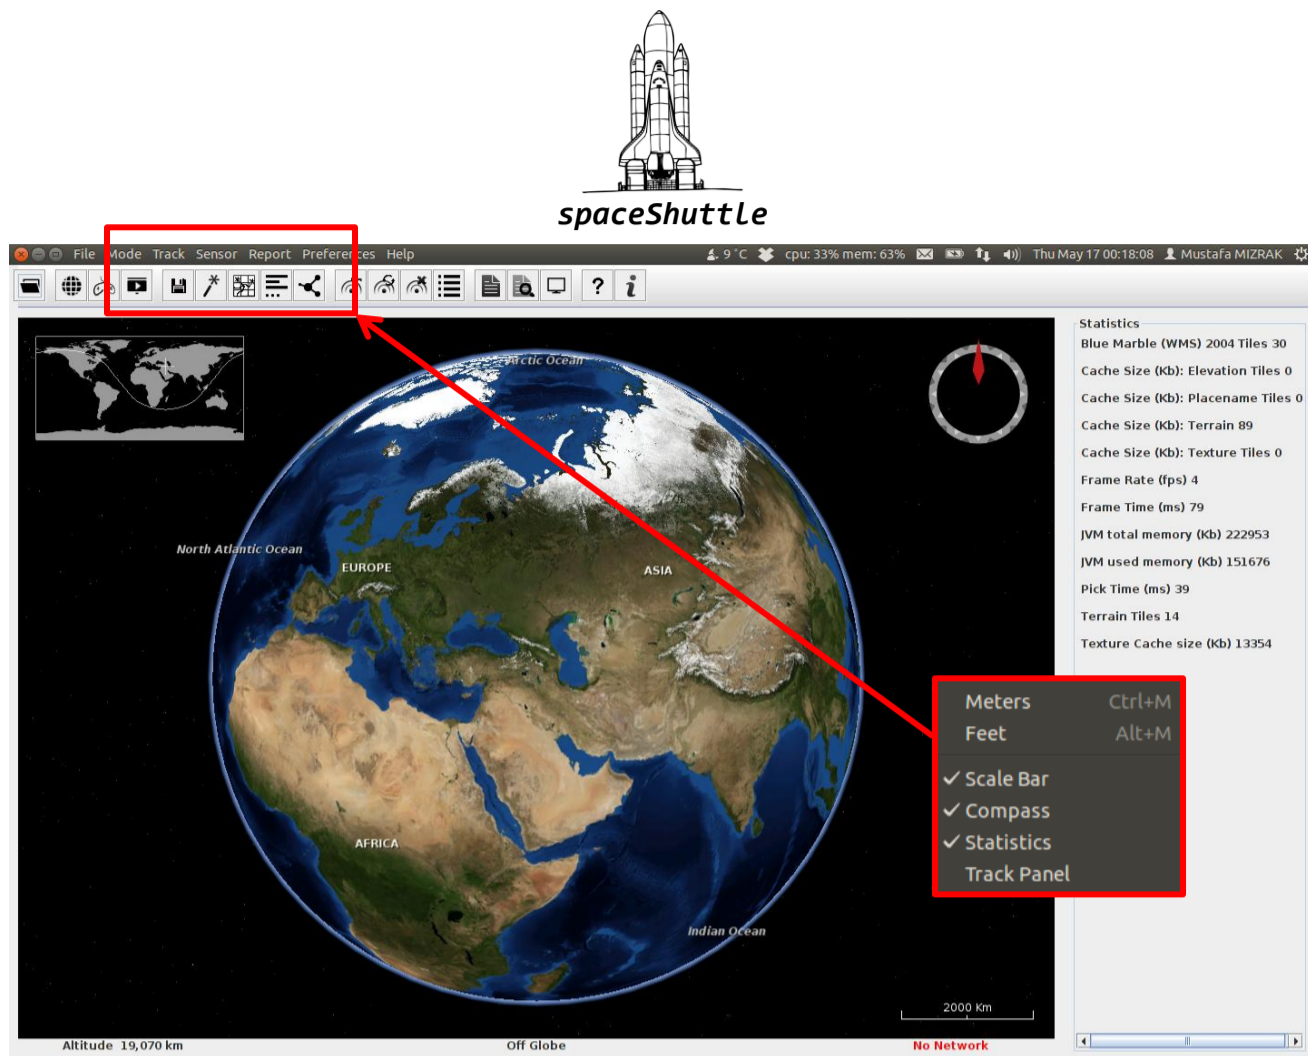 spaceShuttle
File Mode Track Sensor Report Preferences Help 9 °C cpu: 33% mem: 63% Thu May 17 00:18:08 Mustafa MIZRAK
? i
Statistics
Blue Marble (WMS) 2004 Tiles 30
Cache Size (Kb): Elevation Tiles 0
Cache Size (Kb): Placename Tiles 0
Cache Size (Kb): Terrain 89
Cache Size (Kb): Texture Tiles 0
Frame Rate (fps) 4
Frame Time (ms) 79
JVM total memory (Kb) 222953
JVM used memory (Kb) 151676
Pick Time (ms) 39
Terrain Tiles 14
Texture Cache size (Kb) 13354
Arctic Ocean
North Atlantic Ocean
EUROPE
ASIA
AFRICA
Indian Ocean
Meters Ctrl+M
Feet Alt+M
Scale Bar
Compass
Statistics
Track Panel
2000 Km
Altitude 19,070 km Off Globe No Network